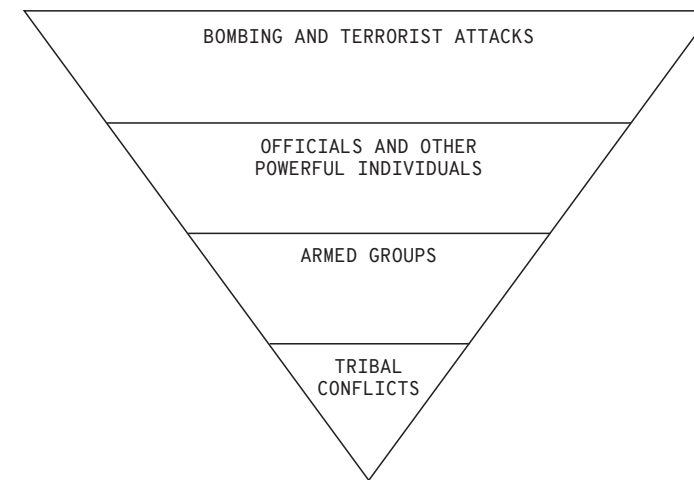 BOMBING AND TERRORIST ATTACKS
OFFICIALS AND OTHER
POWERFUL INDIVIDUALS
ARMED GROUPS
TRIBAL
CONFLICTS